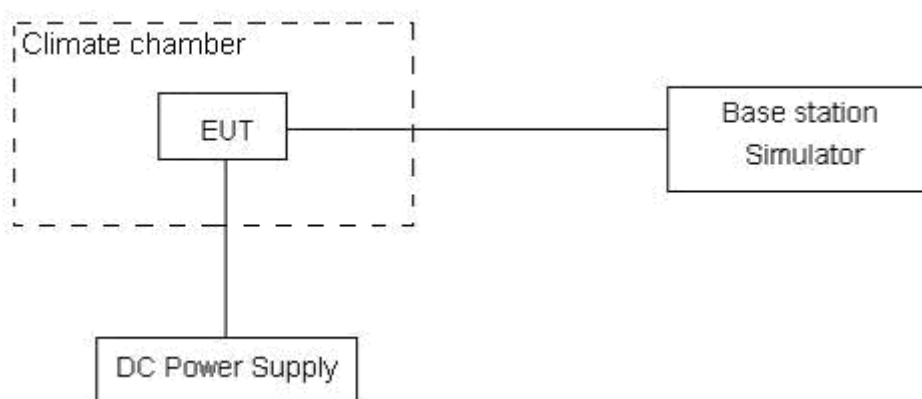 Climate chamber
EUT
Base station
Simulator
DC Power Supply